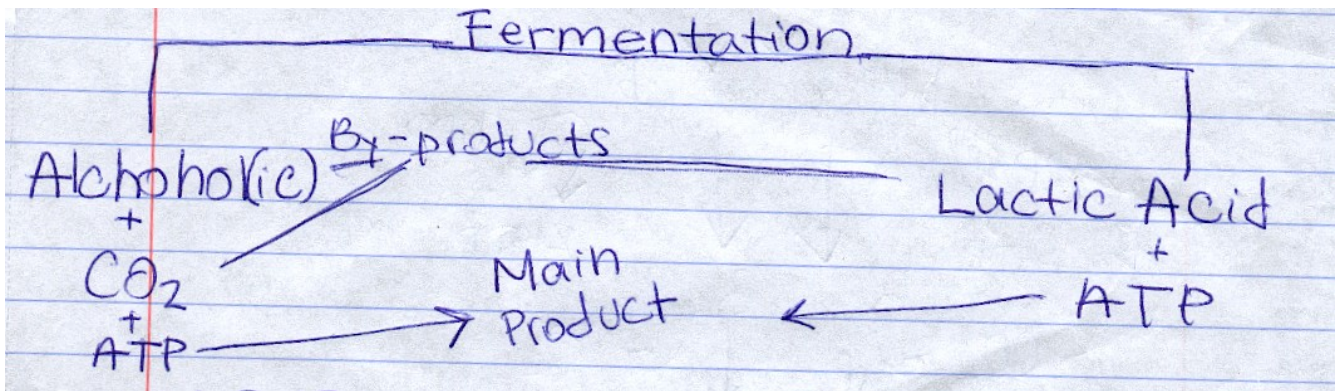 Fermentation
By-products
Alchohol(ic)
+
CO2
+
ATP
Main
Product
Lactic Acid
+
ATP